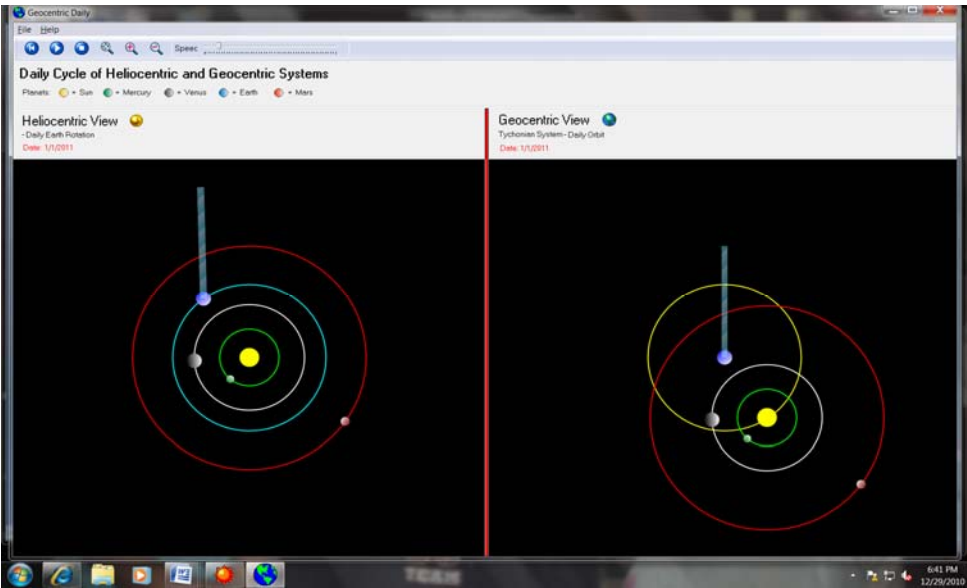 Geocentric Daily
File Help
Speed
Daily Cycle of Heliocentric and Geocentric Systems
Planets: = Sun = Mercury = Venus = Earth = Mars
Heliocentric View
- Daily Earth Rotation
Date: 1/1/2011
Geocentric View
Tychonian System - Daily Orbit
Date: 1/1/2011
TEAM
6:41 PM
12/29/2010